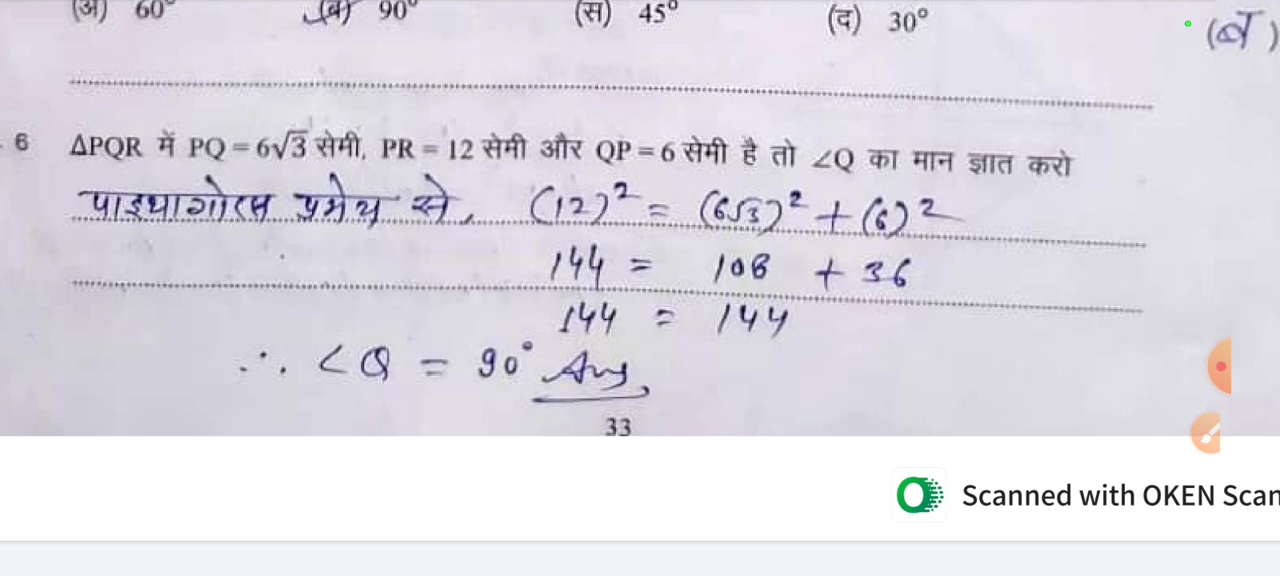 (अ) 60° (ब) 90° (स) 45° (द) 30° (ब)
6 ΔPQR में PQ = 6√3 सेमी, PR = 12 सेमी और QP = 6 सेमी है तो ∠Q का मान ज्ञात करो
पाइथागोरस प्रमेय से, (12)² = (6√3)² + (6)²
144 = 108 + 36
144 = 144
∴ ∠Q = 90° Ans,
33
Scanned with OKEN Scan